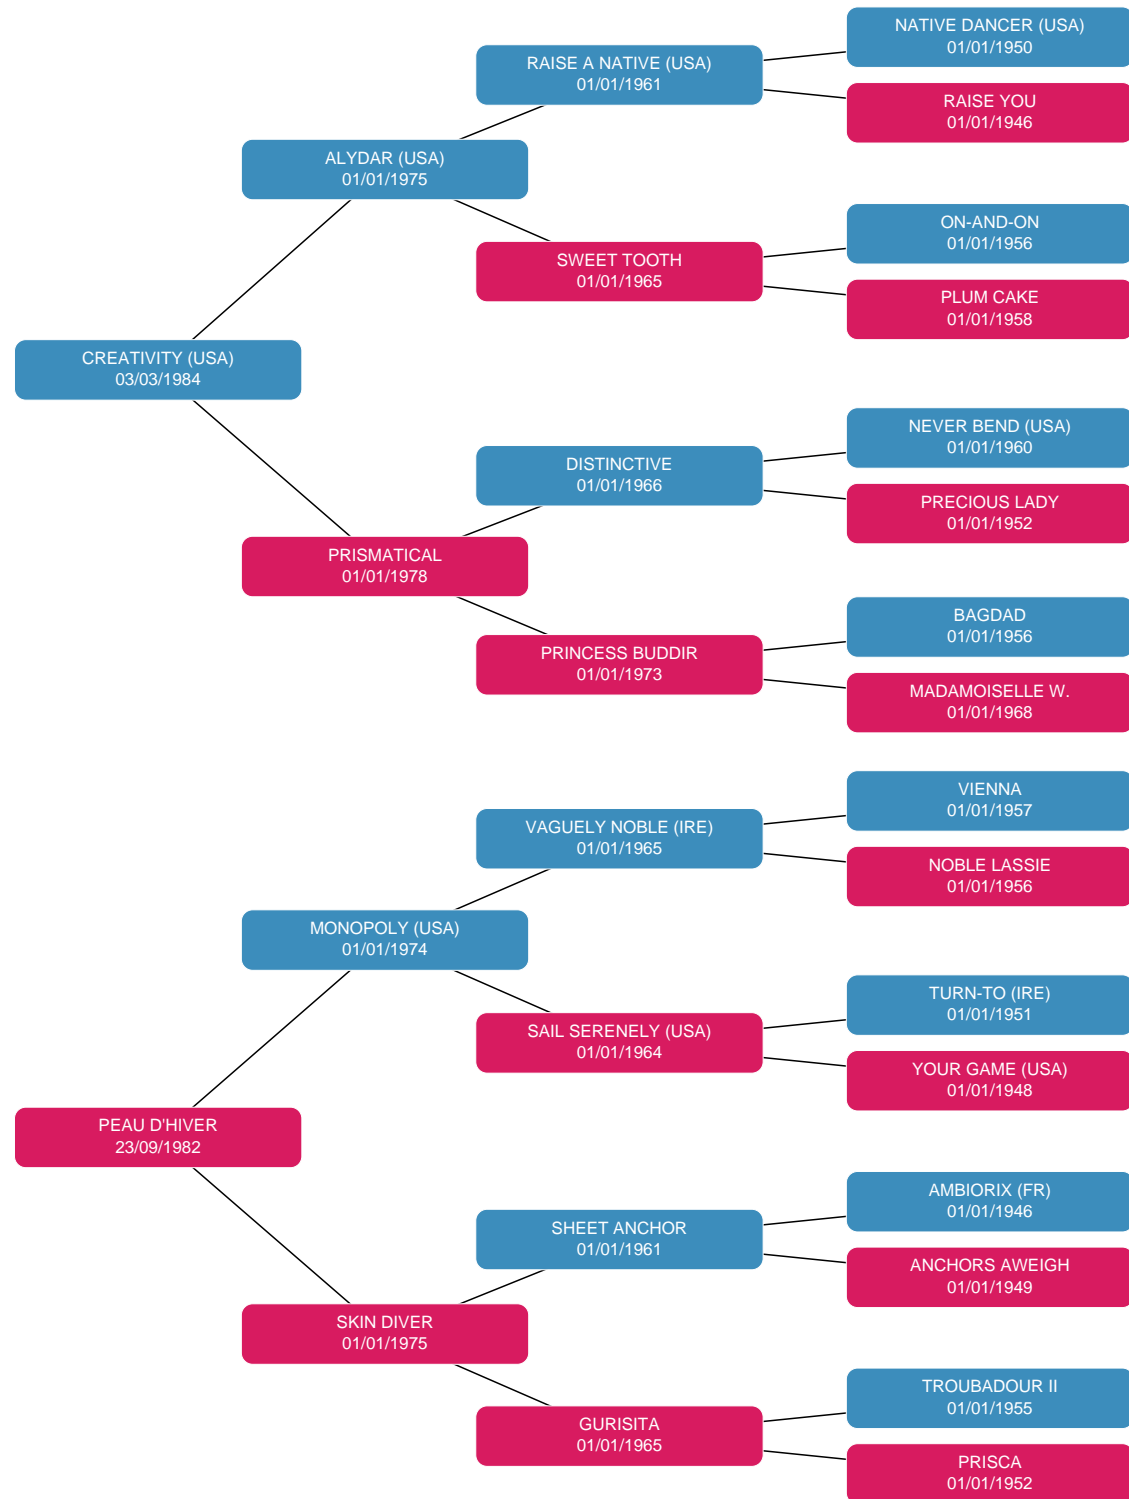 NATIVE DANCER (USA)
01/01/1950
RAISE A NATIVE (USA)
01/01/1961
RAISE YOU
01/01/1946
ALYDAR (USA)
01/01/1975
ON-AND-ON
01/01/1956
SWEET TOOTH
01/01/1965
PLUM CAKE
01/01/1958
CREATIVITY (USA)
03/03/1984
NEVER BEND (USA)
01/01/1960
DISTINCTIVE
01/01/1966
PRECIOUS LADY
01/01/1952
PRISMATICAL
01/01/1978
BAGDAD
01/01/1956
PRINCESS BUDDIR
01/01/1973
MADAMOISELLE W.
01/01/1968
VIENNA
01/01/1957
VAGUELY NOBLE (IRE)
01/01/1965
NOBLE LASSIE
01/01/1956
MONOPOLY (USA)
01/01/1974
TURN-TO (IRE)
01/01/1951
SAIL SERENELY (USA)
01/01/1964
YOUR GAME (USA)
01/01/1948
PEAU D'HIVER
23/09/1982
AMBIORIX (FR)
01/01/1946
SHEET ANCHOR
01/01/1961
ANCHORS AWEIGH
01/01/1949
SKIN DIVER
01/01/1975
TROUBADOUR II
01/01/1955
GURISITA
01/01/1965
PRISCA
01/01/1952